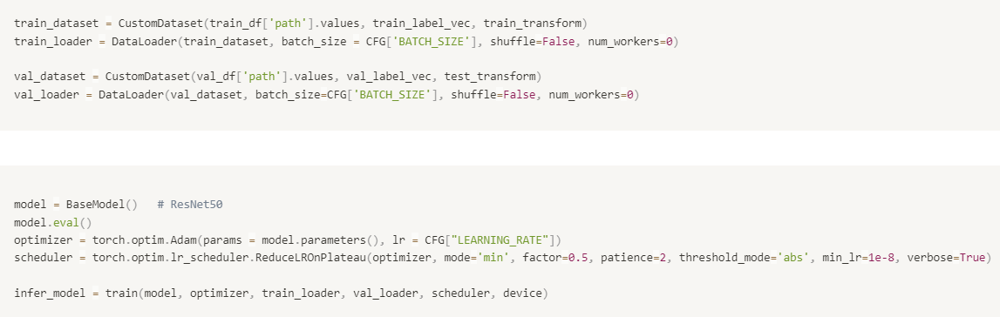 train_dataset = CustomDataset(train_df['path'].values, train_label_vec, train_transform)
train_loader = DataLoader(train_dataset, batch_size = CFG['BATCH_SIZE'], shuffle=False, num_workers=0)
val_dataset = CustomDataset(val_df['path'].values, val_label_vec, test_transform)
val_loader = DataLoader(val_dataset, batch_size=CFG['BATCH_SIZE'], shuffle=False, num_workers=0)
model = BaseModel()   # ResNet50
model.eval()
optimizer = torch.optim.Adam(params = model.parameters(), lr = CFG["LEARNING_RATE"])
scheduler = torch.optim.lr_scheduler.ReduceLROnPlateau(optimizer, mode='min', factor=0.5, patience=2, threshold_mode='abs', min_lr=1e-8, verbose=True)
infer_model = train(model, optimizer, train_loader, val_loader, scheduler, device)